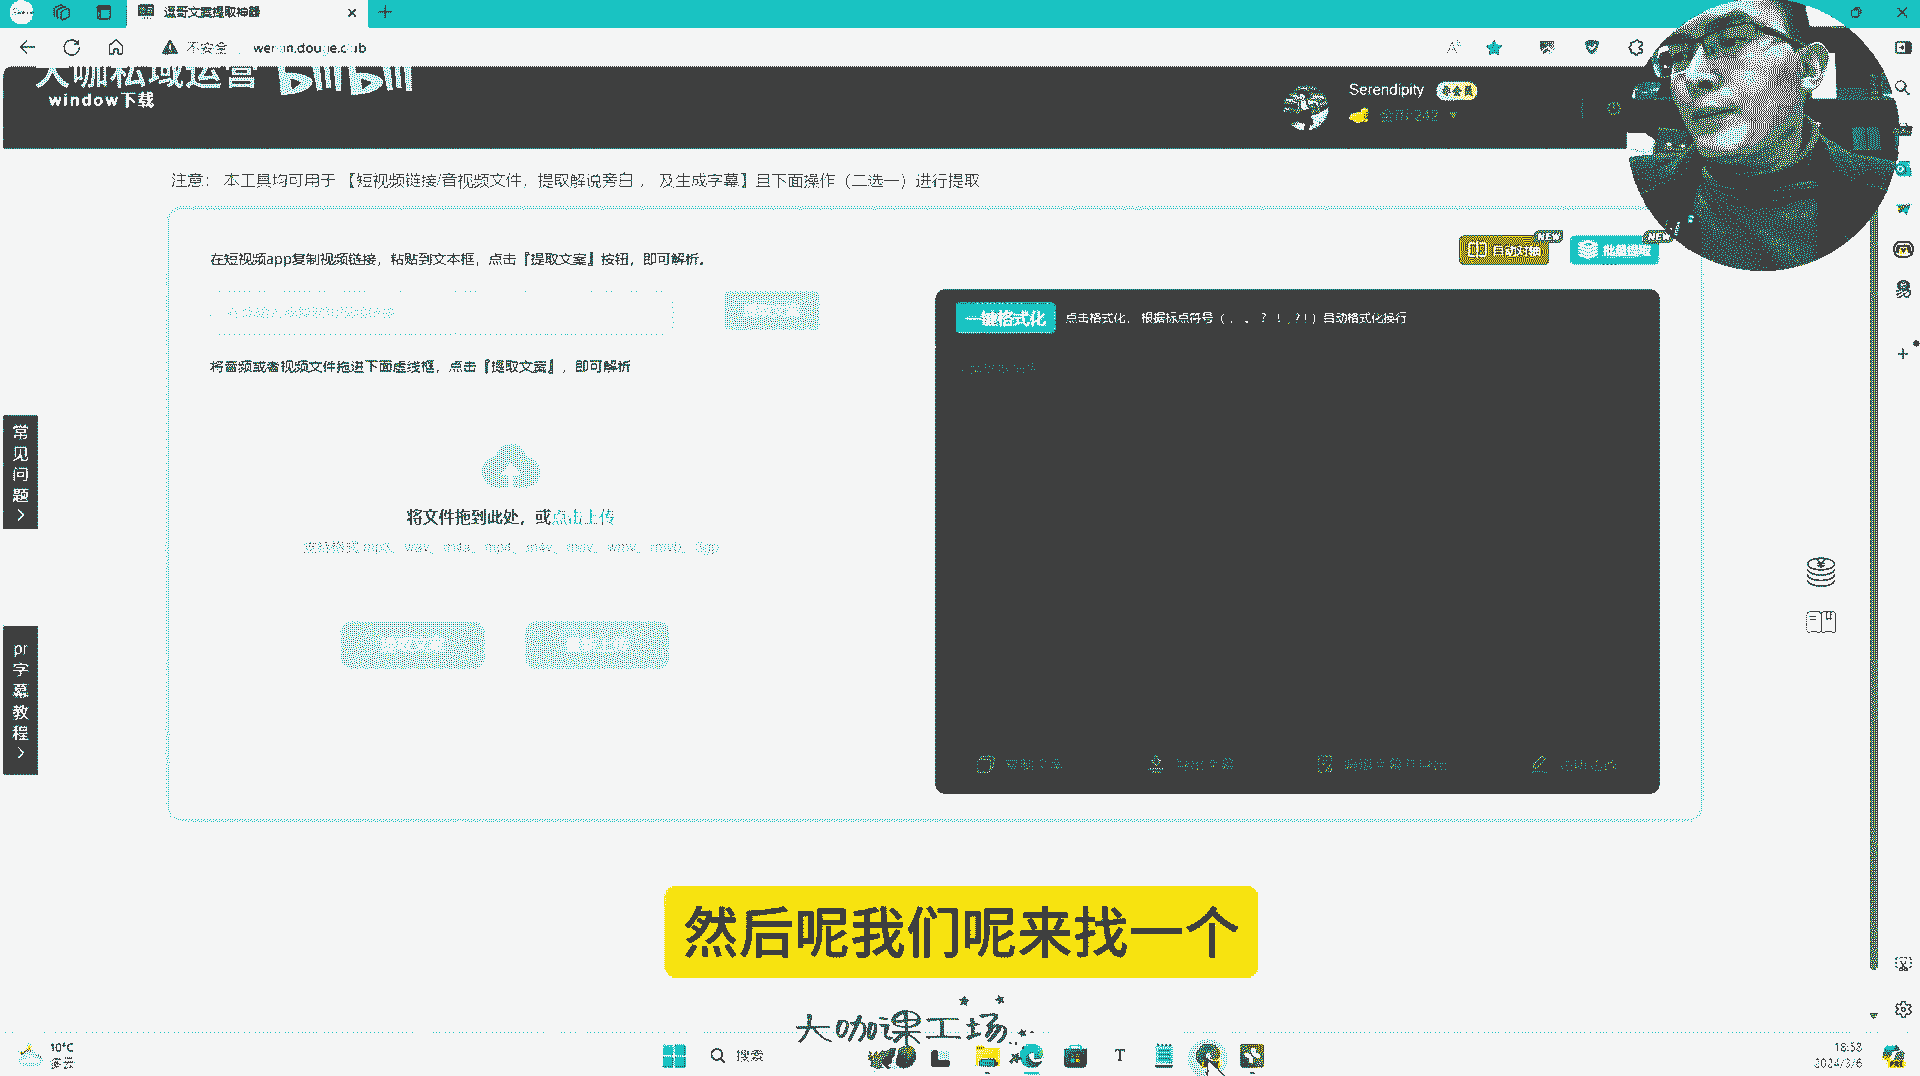 逗哥文案提取神器
不安全
大咖私域运营 bilibili
window下载
Serendipity
注意： 本工具均可用于 【短视频链接/音视频文件，提取解说旁白 ， 及生成字幕】且下面操作（二选一）进行提取
在短视频app复制视频链接，粘贴到文本框，点击『提取文案』按钮，即可解析。
NEW
NEW
批量提取
一键格式化
点击格式化， 根据标点符号（ ， 。 ？ ！ , ? ! ）自动格式化换行
将音频或者视频文件拖进下面虚线框，点击『提取文案』，即可解析
常见问题 >
将文件拖到此处，或点击上传
支持格式 mp3、wav、m4a、mp4、m4v、mov、wmv、rmvb、3gp
pr字幕教程 >
然后呢我们呢来找一个
大咖课工场
10°C
多云
搜索
18:58
2024/3/6